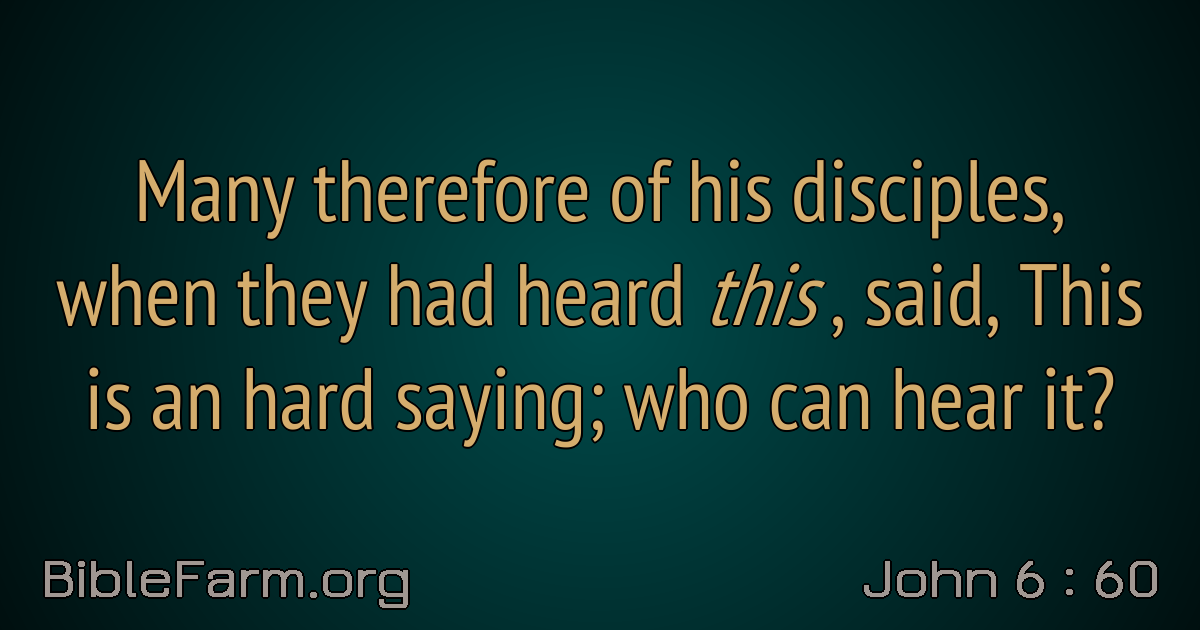 Many therefore of his disciples,
when they had heard this , said, This
is an hard saying; who can hear it?
BibleFarm.org
John 6 : 60